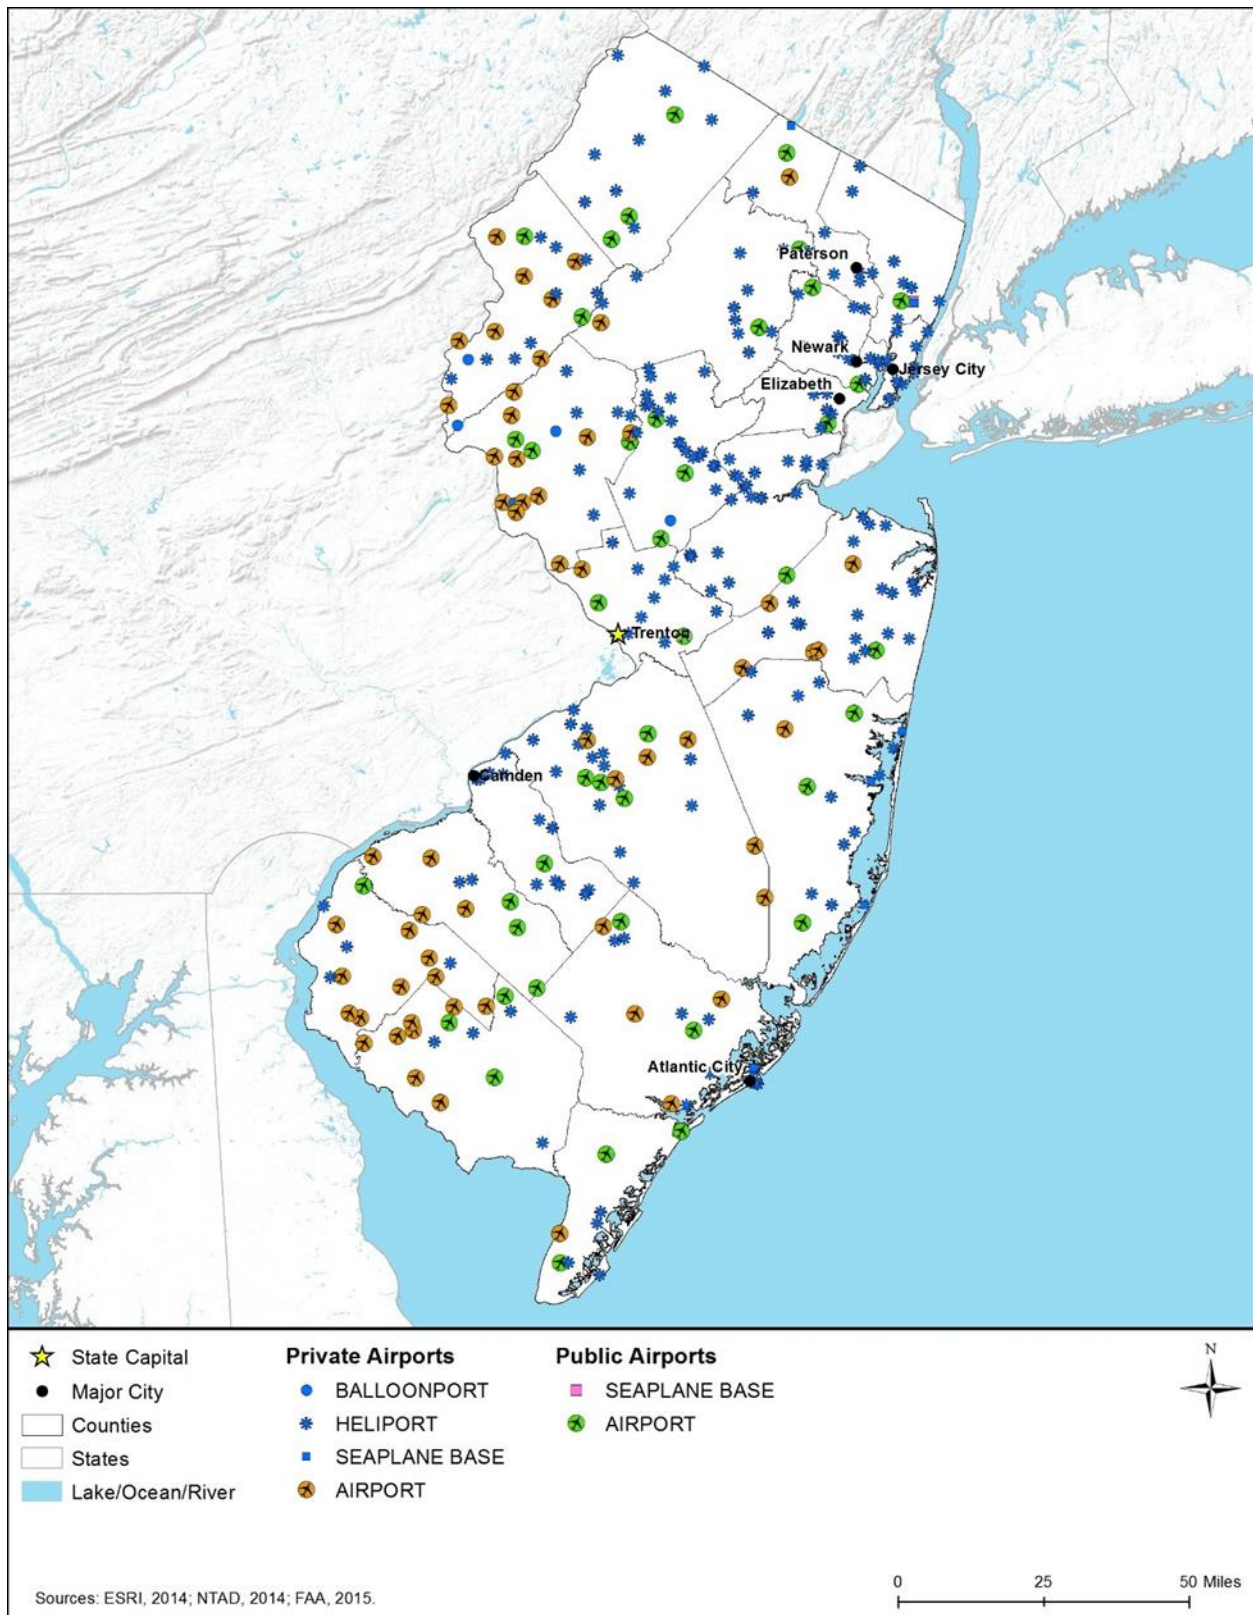 Paterson
Newark
Jersey City
Elizabeth
Trenton
Camden
Atlantic City
State Capital
Major City
Counties
States
Lake/Ocean/River
Private Airports
BALLOONPORT
HELIPORT
SEAPLANE BASE
AIRPORT
Public Airports
SEAPLANE BASE
AIRPORT
N
Sources: ESRI, 2014; NTAD, 2014; FAA, 2015.
0 25 50 Miles